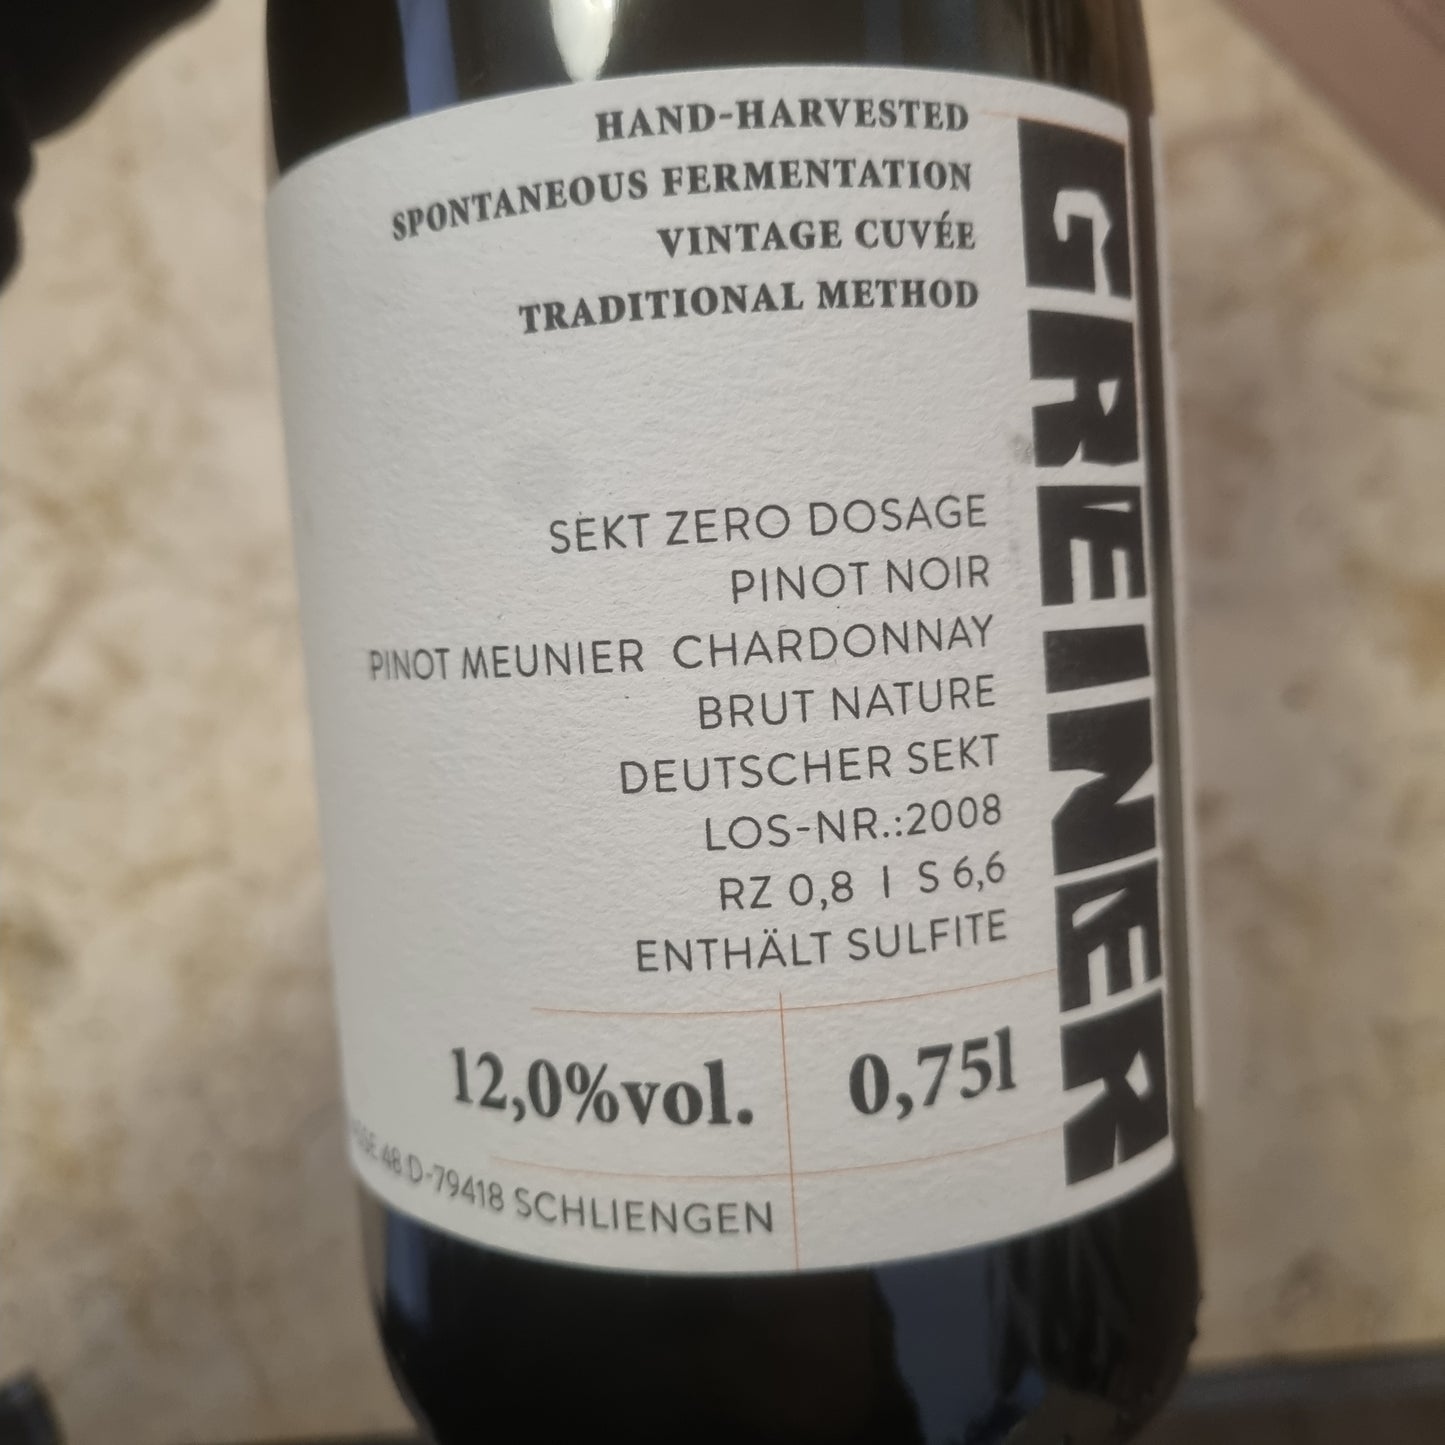 HAND-HARVESTED
SPONTANEOUS FERMENTATION
VINTAGE CUVÉE
TRADITIONAL METHOD
SEKT ZERO DOSAGE
PINOT NOIR
PINOT MEUNIER CHARDONNAY
BRUT NATURE
DEUTSCHER SEKT
LOS-NR.:2008
RZ 0,8 | S 6,6
ENTHÄLT SULFITE
12,0%vol. 0,75l
48 D-79418 SCHLIENGEN
GREINER